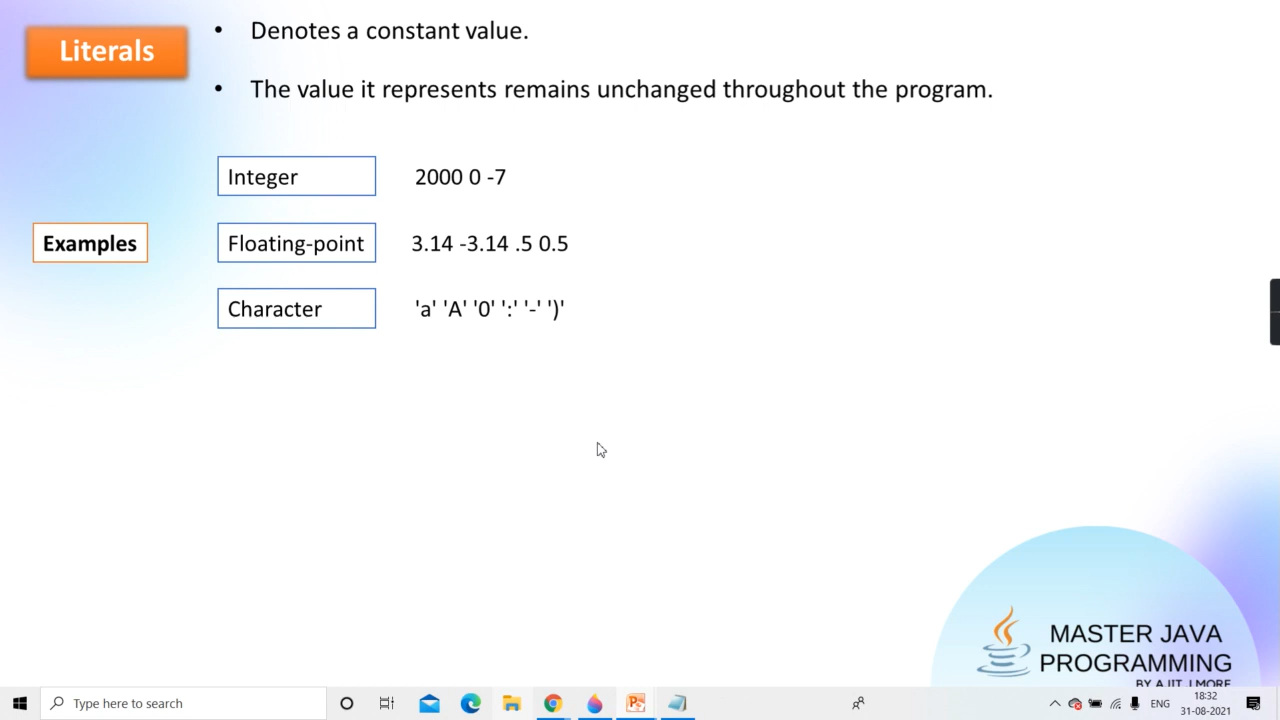 Literals
• Denotes a constant value.
• The value it represents remains unchanged throughout the program.
Integer 2000 0 -7
Examples
Floating-point 3.14 -3.14 .5 0.5
Character 'a' 'A' '0' ':' '-' ')'
MASTER JAVA
PROGRAMMING
Type here to search
ENG
18:32
31-08-2021